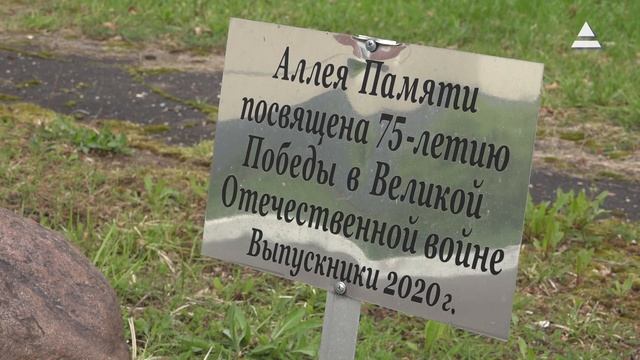 Аллея Памяти
посвящена 75-летию
Победы в Великой
Отечественной войне
Выпускники 2020г.